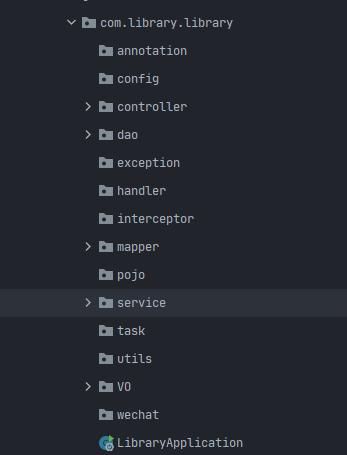 com.library.library
annotation
config
controller
dao
exception
handler
interceptor
mapper
pojo
service
task
utils
VO
wechat
LibraryApplication